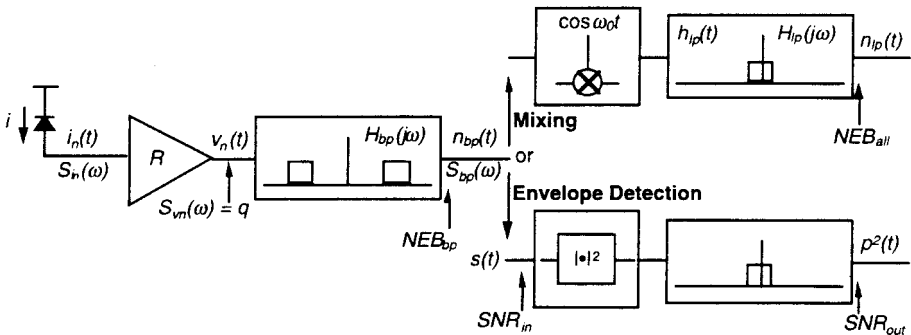 cos ω₀t
h_lp(t) H_lp(jω) n_lp(t)
i
i_n(t)
S_in(ω)
R
v_n(t)
S_vn(ω) = q
H_bp(jω)
n_bp(t)
S_bp(ω)
NEB_bp
Mixing
or
Envelope Detection
NEB_all
s(t)
|•|²
p²(t)
SNR_in
SNR_out